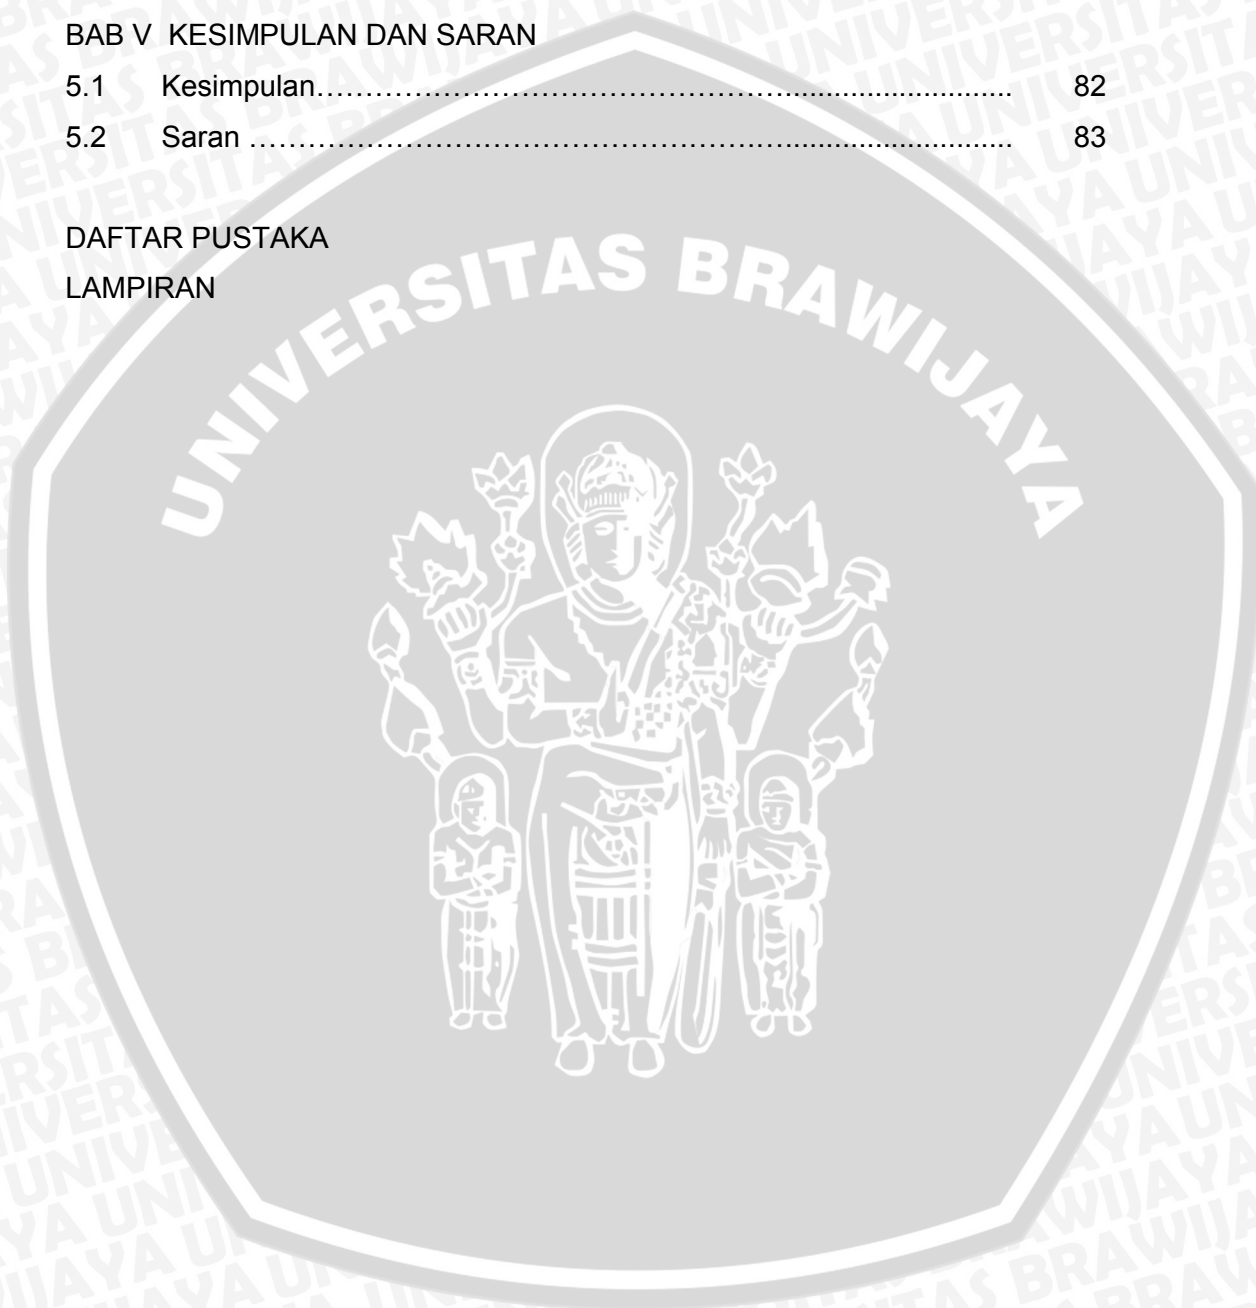 BAB V  KESIMPULAN DAN SARAN
5.1 Kesimpulan……………………………………………………........................... 82
5.2 Saran ……………………………………………………........................... 83
DAFTAR PUSTAKA
LAMPIRAN
UNIVERSITAS BRAWIJAYA